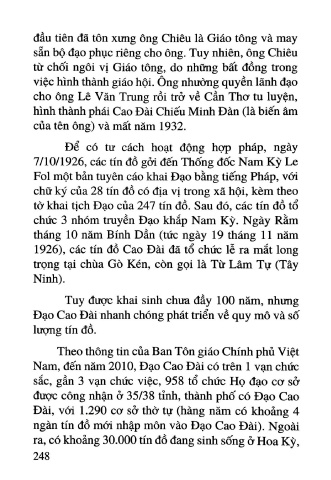 đầu tiên đã tôn xưng ông Chiêu là Giáo tông và may
sẵn bộ đạo phục riêng cho ông. Tuy nhiên, ông Chiêu
từ chối ngôi vị Giáo tông, do những bất đồng trong
việc hình thành giáo hội. Ông nhường quyền lãnh đạo
cho ông Lê Văn Trung rồi trở về Cần Thơ tu luyện,
hình thành phái Cao Đài Chiếu Minh Đàn (là biến âm
của tên ông) và mất năm 1932.
Để có tư cách hoạt động hợp pháp, ngày
7/10/1926, các tín đồ gởi đến Thống đốc Nam Kỳ Le
Fol một bản tuyên cáo khai Đạo bằng tiếng Pháp, với
chữ ký của 28 tín đồ có địa vị trong xã hội, kèm theo
tờ khai tịch Đạo của 247 tín đồ. Sau đó, các tín đồ tổ
chức 3 nhóm truyền Đạo khắp Nam Kỳ. Ngày Rằm
tháng 10 năm Bính Dần (tức ngày 19 tháng 11 năm
1926), các tín đồ Cao Đài đã tổ chức lễ ra mắt long
trọng tại chùa Gò Kén, còn gọi là Từ Lâm Tự (Tây
Ninh).
Tuy được khai sinh chưa đầy 100 năm, nhưng
Đạo Cao Đài nhanh chóng phát triển về quy mô và số
lượng tín đồ.
Theo thông tin của Ban Tôn giáo Chính phủ Việt
Nam, đến năm 2010, Đạo Cao Đài có trên 1 vạn chức
sắc, gần 3 vạn chức việc, 958 tổ chức Họ đạo cơ sở
được công nhận ở 35/38 tỉnh, thành phố có Đạo Cao
Đài, với 1.290 cơ sở thờ tự (hàng năm có khoảng 4
ngàn tín đồ mới nhập môn vào Đạo Cao Đài). Ngoài
ra, có khoảng 30.000 tín đồ đang sinh sống ở Hoa Kỳ,
248